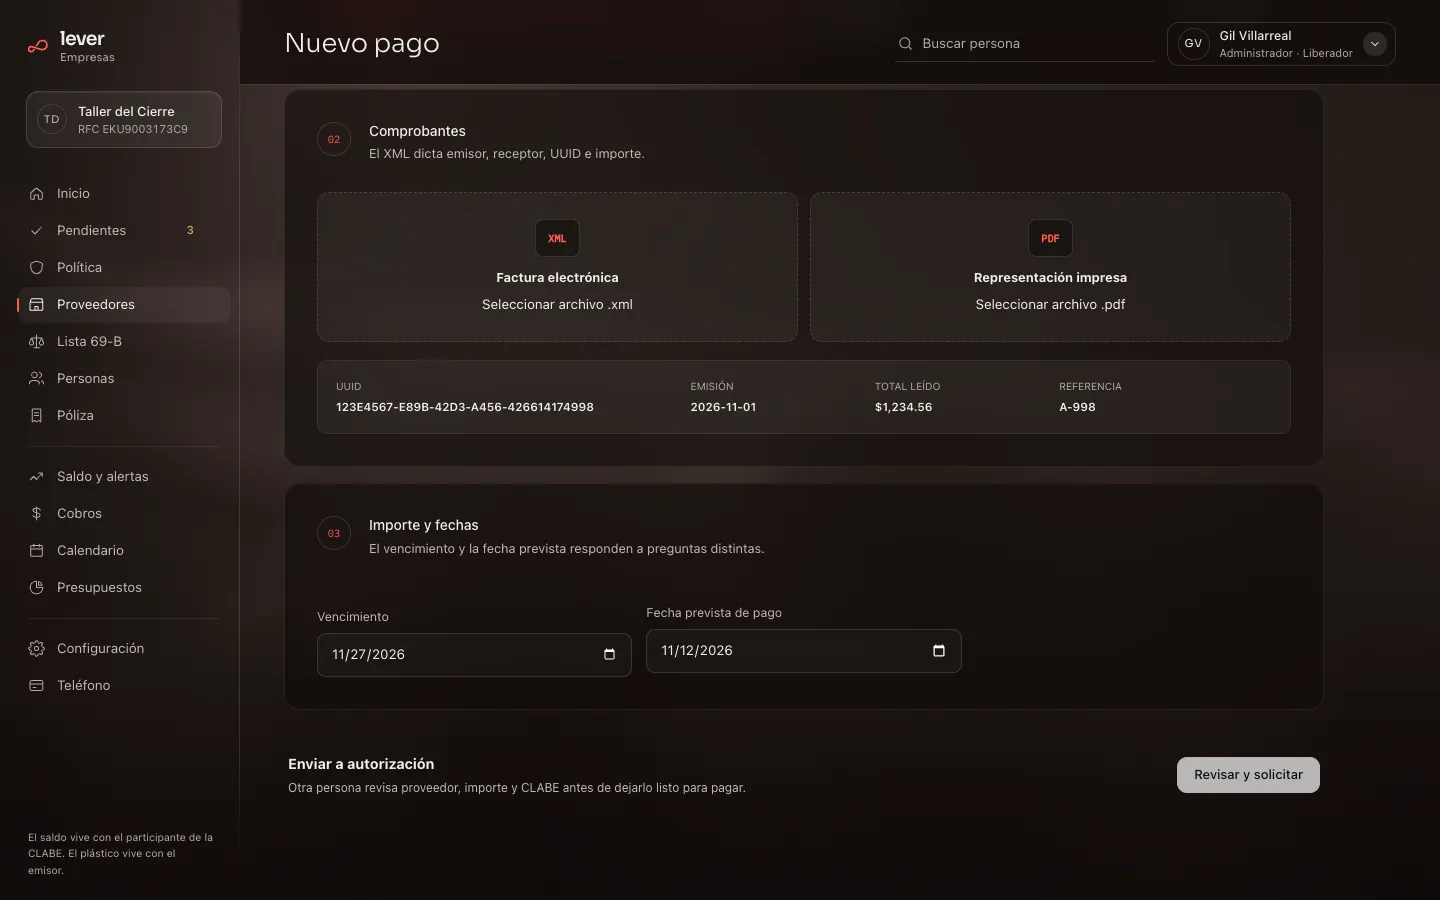 lever
Empresas
TD
Taller del Cierre
RFC EKU9003173C9
Inicio
Pendientes 3
Política
Proveedores
Lista 69-B
Personas
Póliza
Saldo y alertas
Cobros
Calendario
Presupuestos
Configuración
Teléfono
El saldo vive con el participante de la
CLABE. El plástico vive con el
emisor.
Nuevo pago
Buscar persona
GV
Gil Villarreal
Administrador · Liberador
02
Comprobantes
El XML dicta emisor, receptor, UUID e importe.
XML
Factura electrónica
Seleccionar archivo .xml
PDF
Representación impresa
Seleccionar archivo .pdf
UUID
123E4567-E89B-42D3-A456-426614174998
EMISIÓN
2026-11-01
TOTAL LEÍDO
$1,234.56
REFERENCIA
A-998
03
Importe y fechas
El vencimiento y la fecha prevista responden a preguntas distintas.
Vencimiento
11/27/2026
Fecha prevista de pago
11/12/2026
Enviar a autorización
Otra persona revisa proveedor, importe y CLABE antes de dejarlo listo para pagar.
Revisar y solicitar